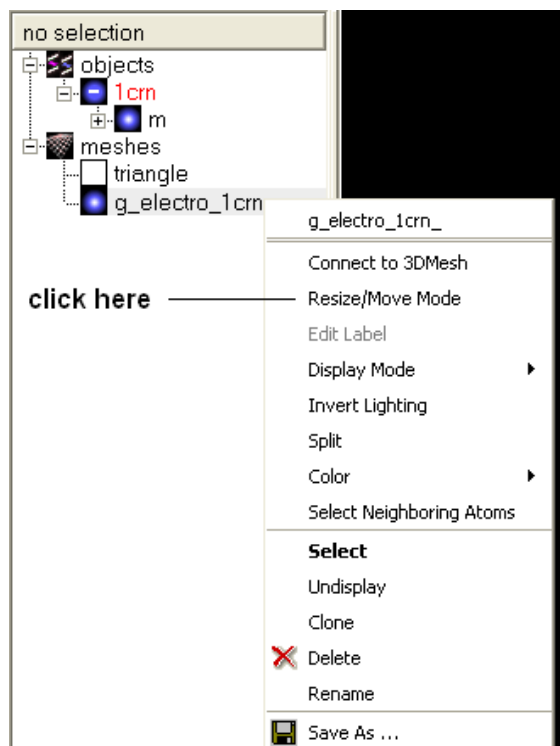 no selection
objects
1crn
m
meshes
triangle
g_electro_1crn_
g_electro_1crn_
Connect to 3DMesh
click here
Resize/Move Mode
Edit Label
Display Mode
Invert Lighting
Split
Color
Select Neighboring Atoms
Select
Undisplay
Clone
Delete
Rename
Save As ...